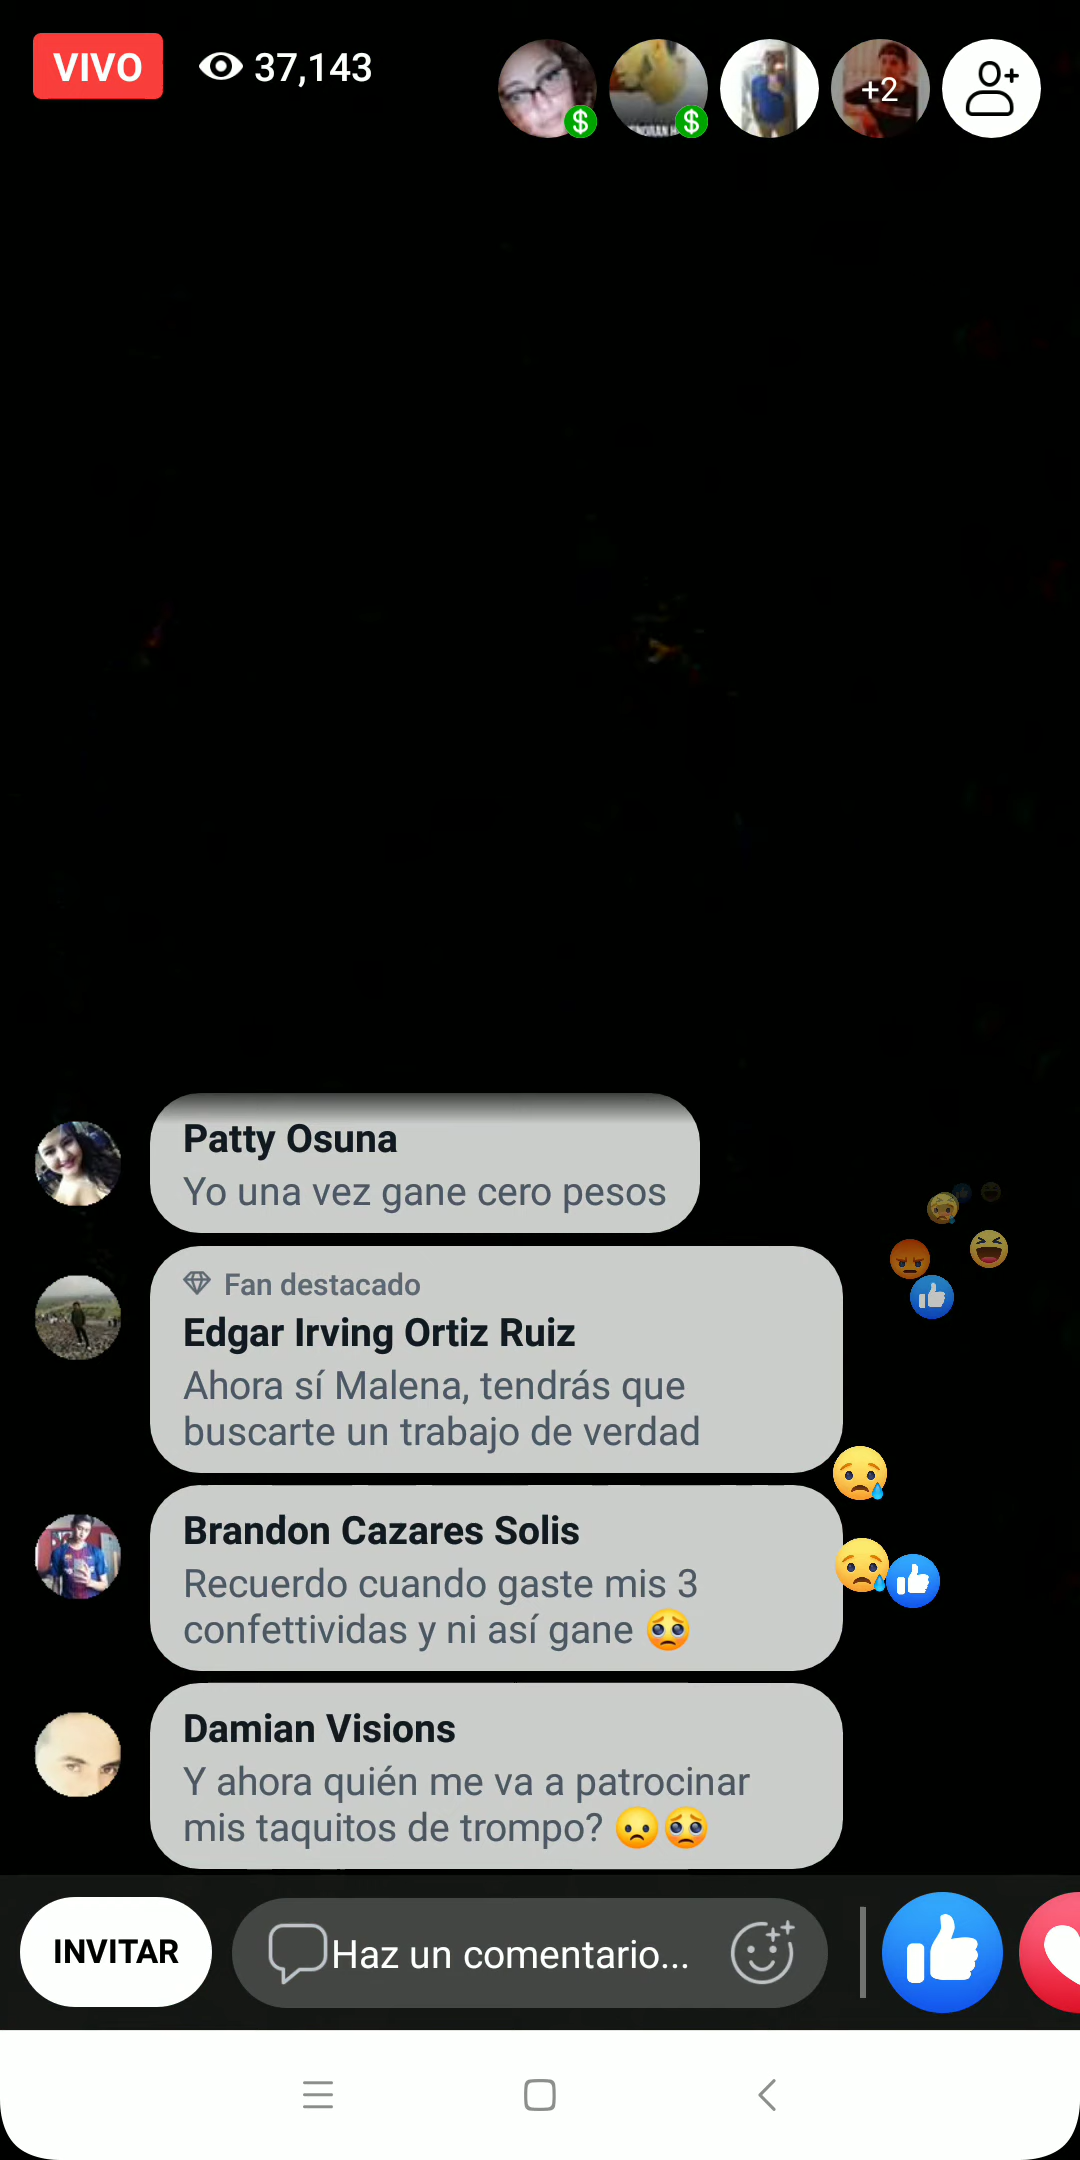 VIVO 37,143
+2
Patty Osuna
Yo una vez gane cero pesos
Fan destacado
Edgar Irving Ortiz Ruiz
Ahora sí Malena, tendrás que
buscarte un trabajo de verdad
Brandon Cazares Solis
Recuerdo cuando gaste mis 3
confettividas y ni así gane 🥺
Damian Visions
Y ahora quién me va a patrocinar
mis taquitos de trompo? 🙁🥺
INVITAR
Haz un comentario...